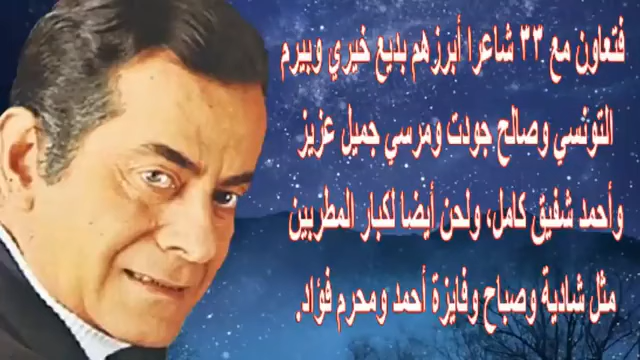 فتعاون مع ٣٣ شاعرا أبرزهم بديع خيري وبيرم
التونسي وصالح جودت ومرسي جميل عزيز
وأحمد شفيق كامل، ولحن أيضا لكبار المطربين
مثل شادية وصباح وفايزة أحمد ومحرم فؤاد.